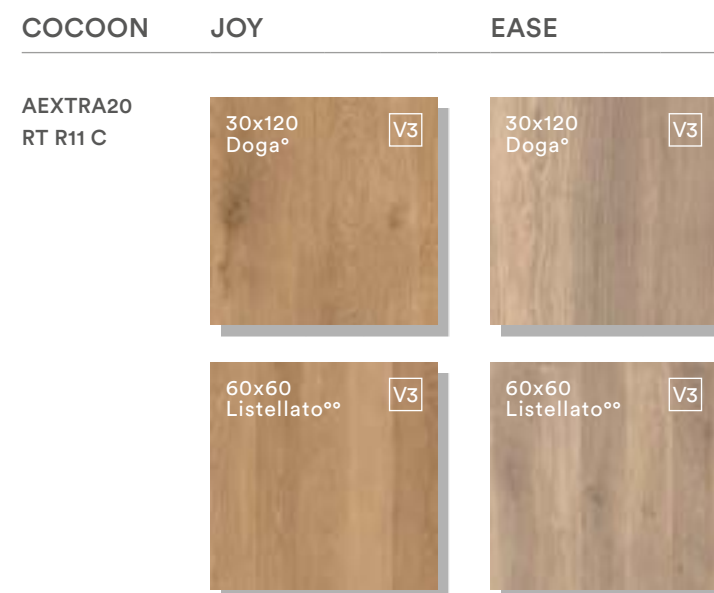 COCOON JOY EASE
AEXTRA20
RT R11 C
30x120 V3
Doga°
30x120 V3
Doga°
60x60 V3
Listellato°°
60x60 V3
Listellato°°